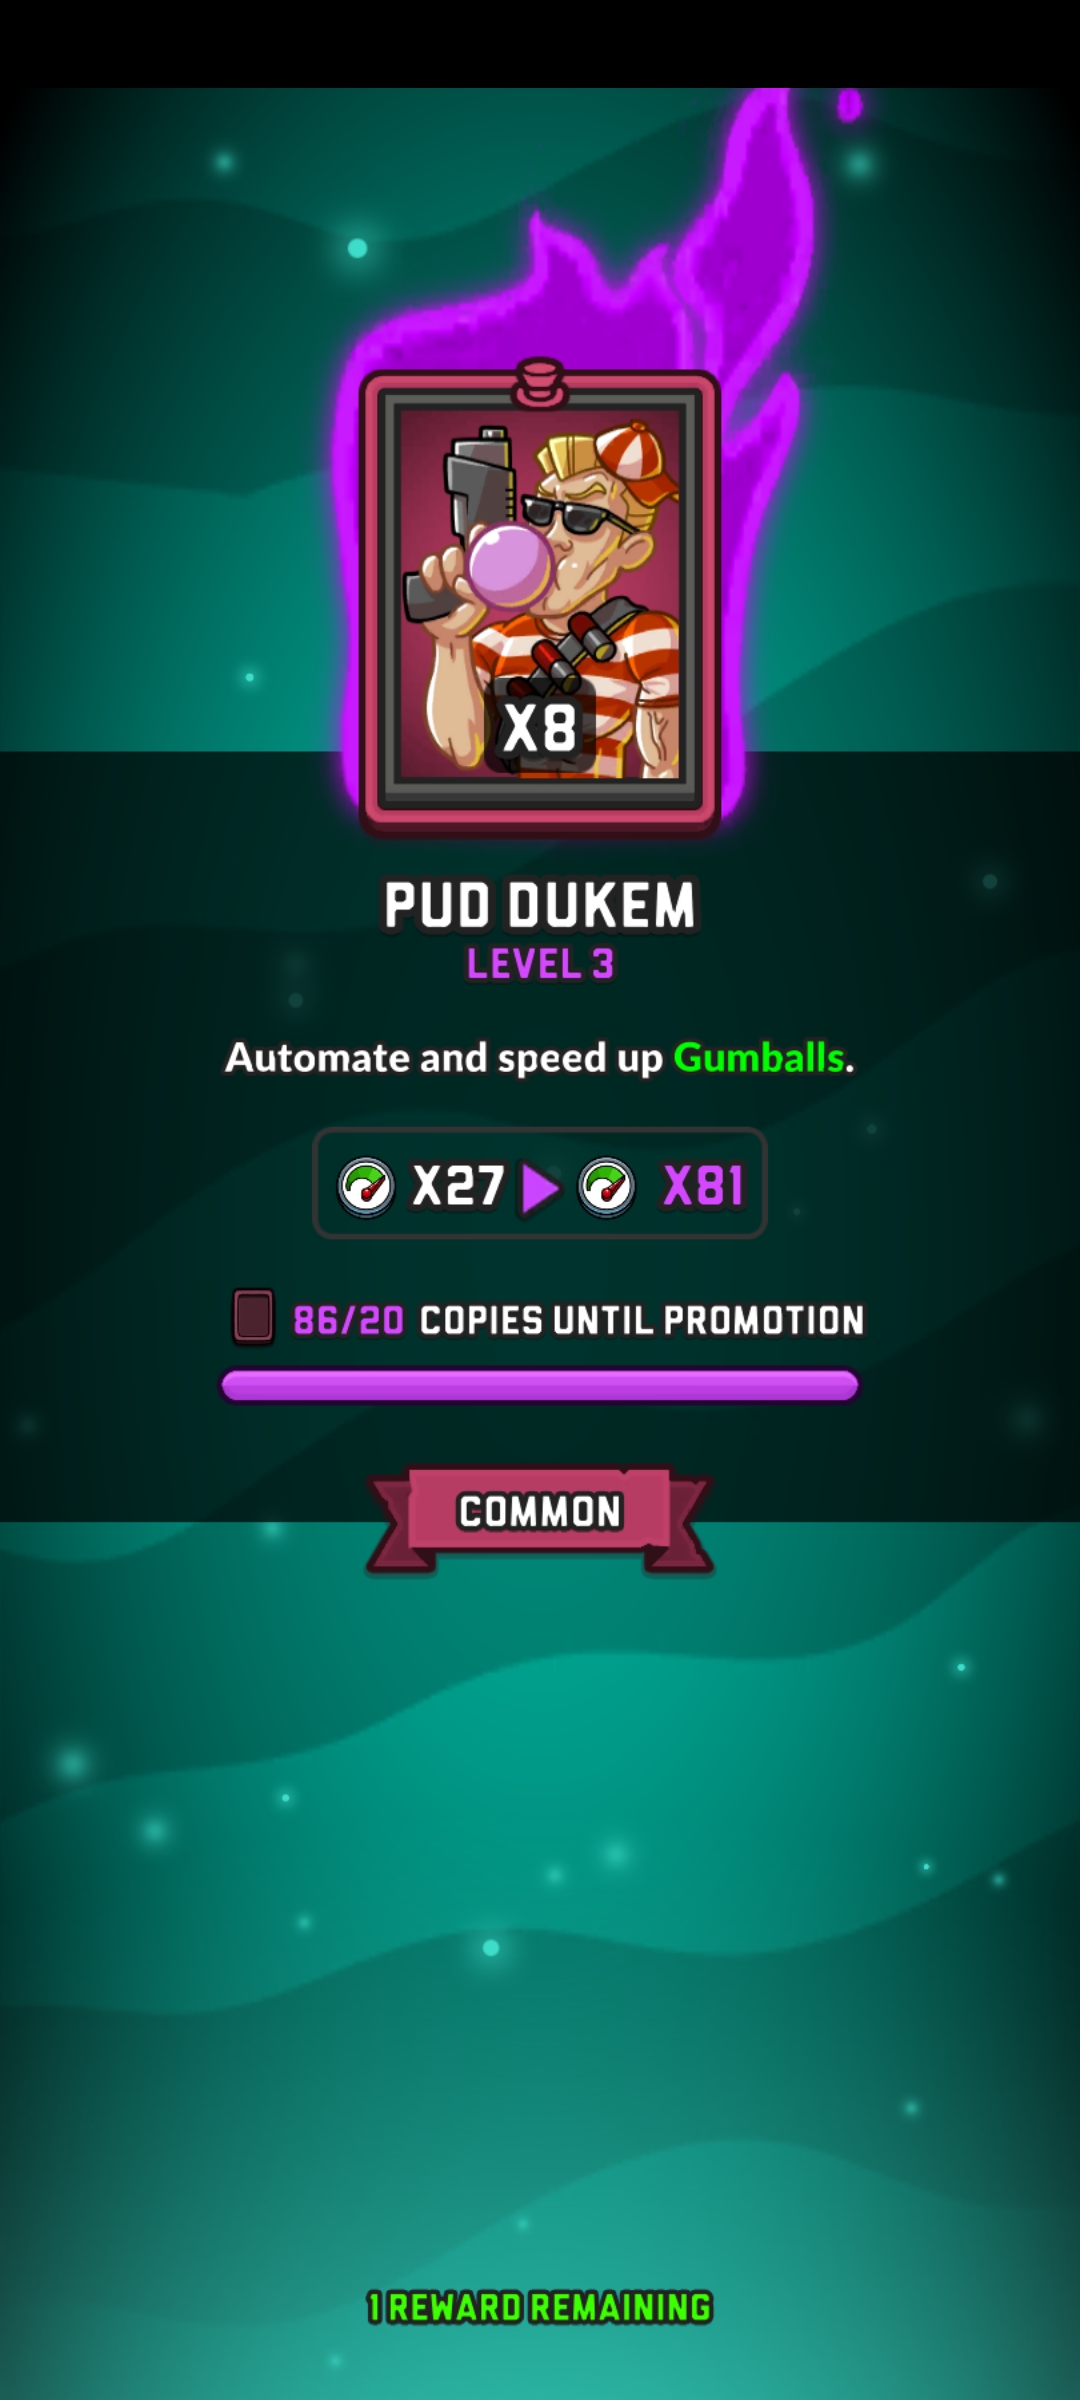 X8
PUD DUKEM
LEVEL 3
Automate and speed up Gumballs.
X27 X81
86/20 COPIES UNTIL PROMOTION
COMMON
1 REWARD REMAINING